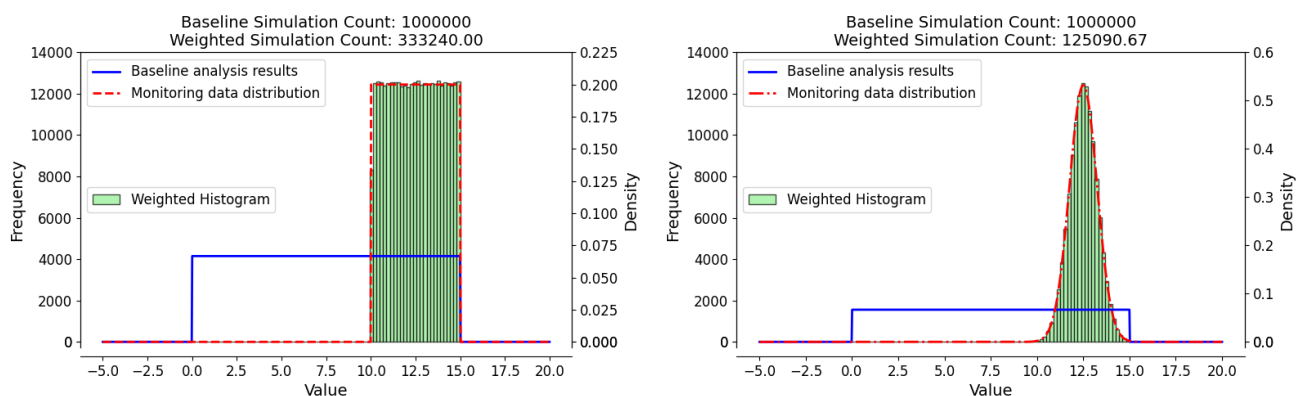 Baseline Simulation Count: 1000000
Weighted Simulation Count: 333240.00
Baseline analysis results
Monitoring data distribution
Weighted Histogram
Frequency
14000
12000
10000
8000
6000
4000
2000
0
0.225
0.200
0.175
0.150
0.125
0.100
0.075
0.050
0.025
0.000
Density
−5.0 −2.5 0.0 2.5 5.0 7.5 10.0 12.5 15.0 17.5 20.0
Value
Baseline Simulation Count: 1000000
Weighted Simulation Count: 125090.67
Baseline analysis results
Monitoring data distribution
Weighted Histogram
Frequency
14000
12000
10000
8000
6000
4000
2000
0
0.6
0.5
0.4
0.3
0.2
0.1
0.0
Density
−5.0 −2.5 0.0 2.5 5.0 7.5 10.0 12.5 15.0 17.5 20.0
Value